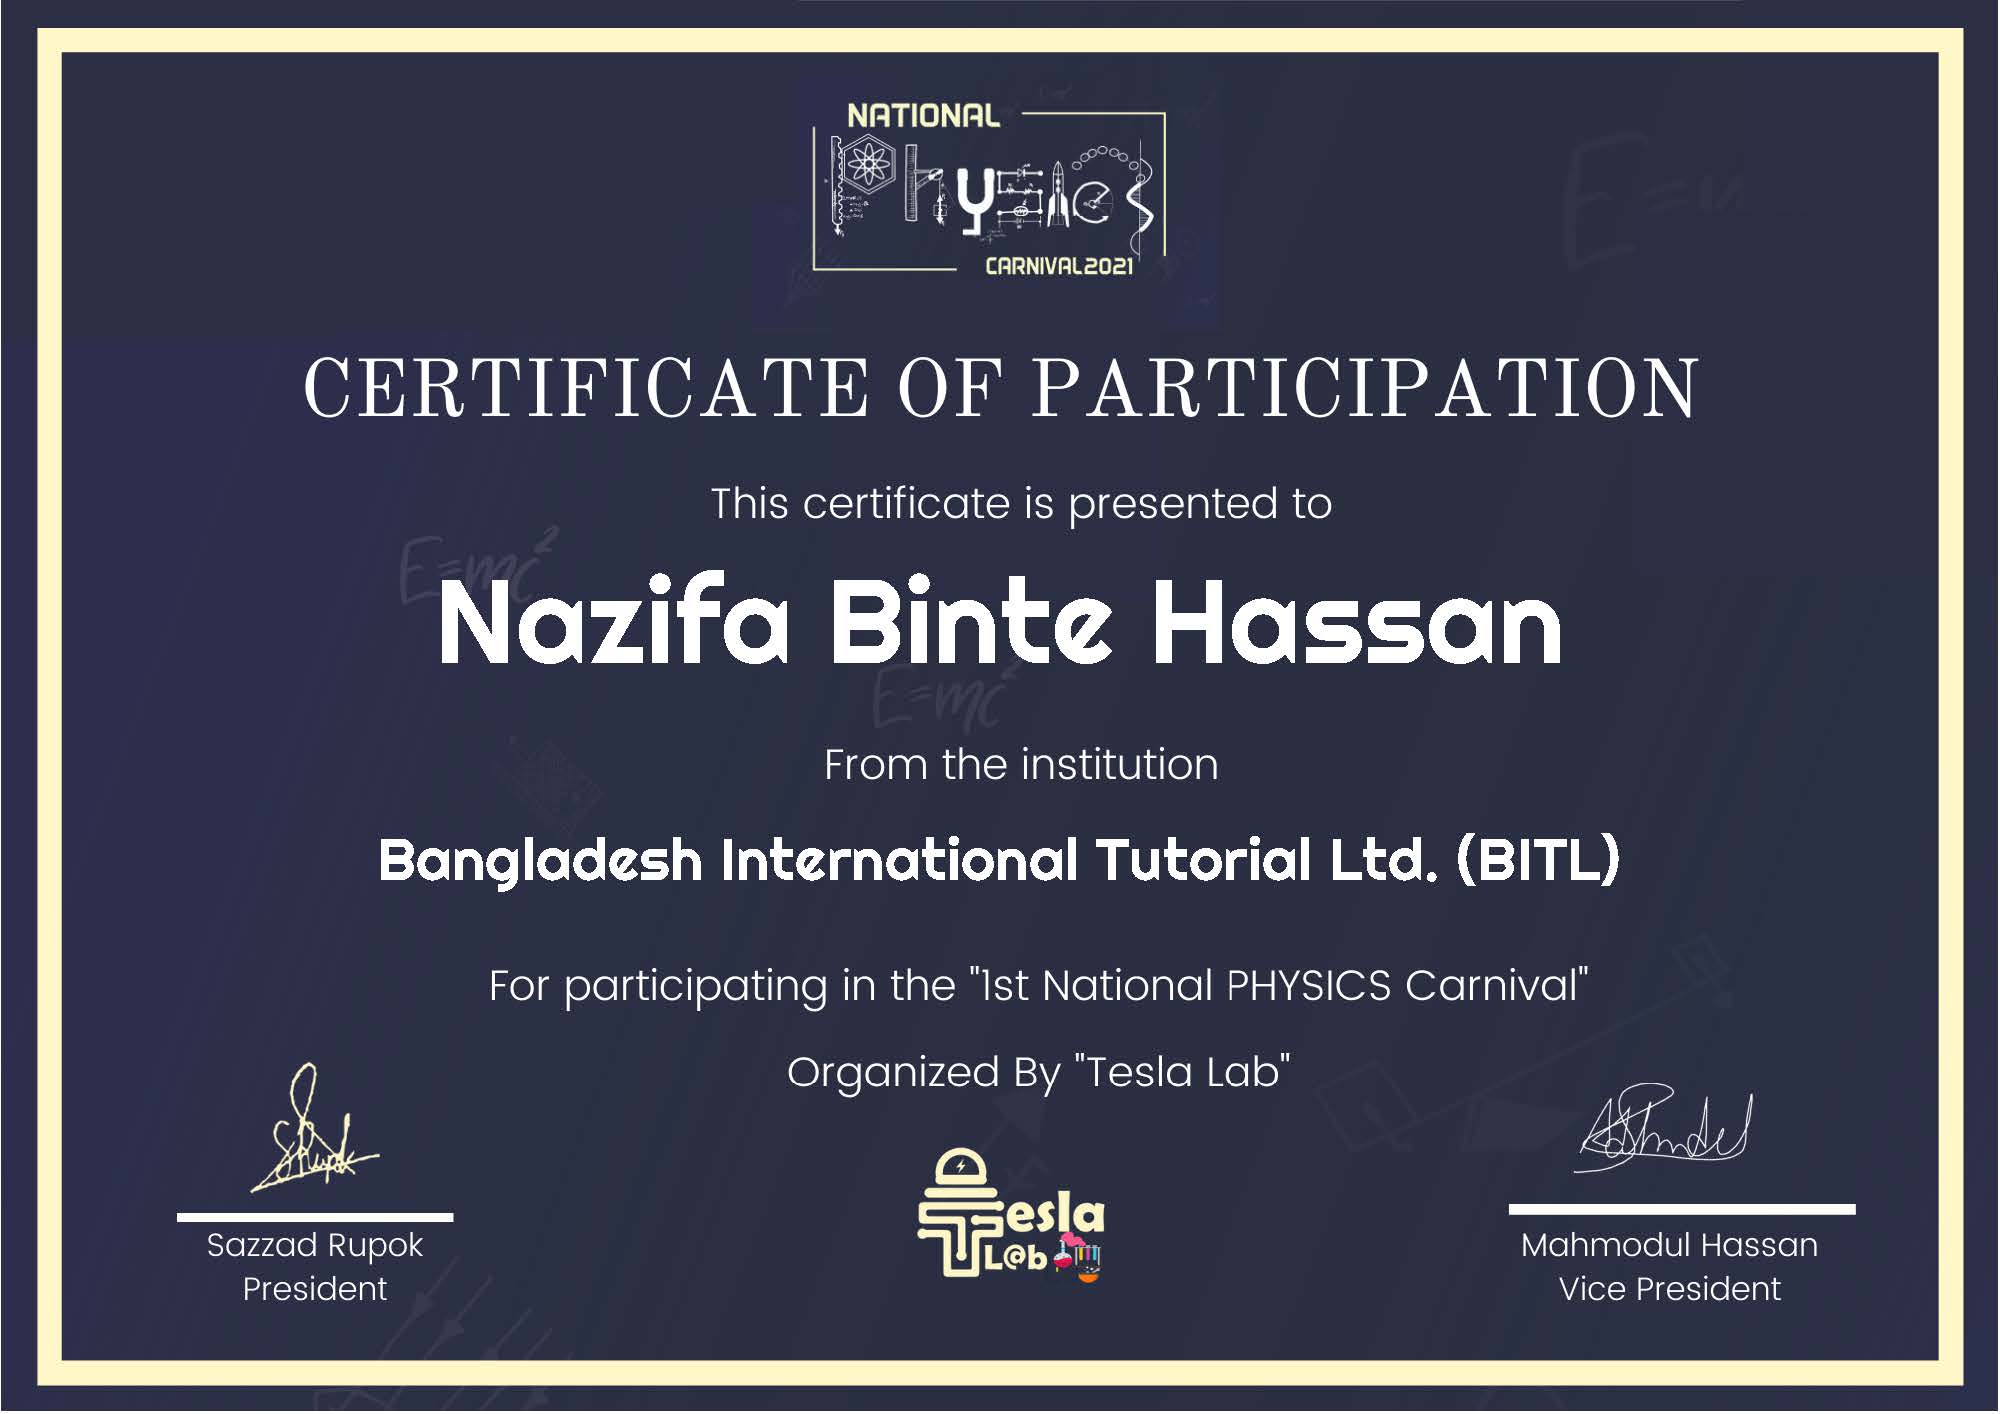 NATIONAL
PhysicS
CARNIVAL2021
CERTIFICATE OF PARTICIPATION
This certificate is presented to
E=mc²
Nazifa Binte Hassan
E=mc²
From the institution
Bangladesh International Tutorial Ltd. (BITL)
For participating in the "1st National PHYSICS Carnival"
Organized By "Tesla Lab"
Tesla
L@b
Sazzad Rupok
President
Mahmodul Hassan
Vice President